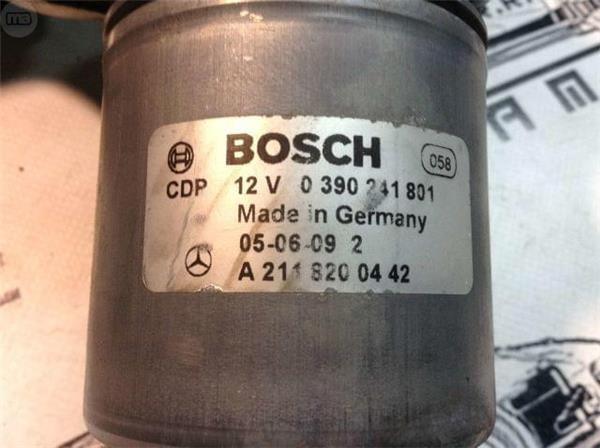 BOSCH
058
CDP 12 V 0 390 241 801
Made in Germany
05-06-09 2
A 211 820 04 42